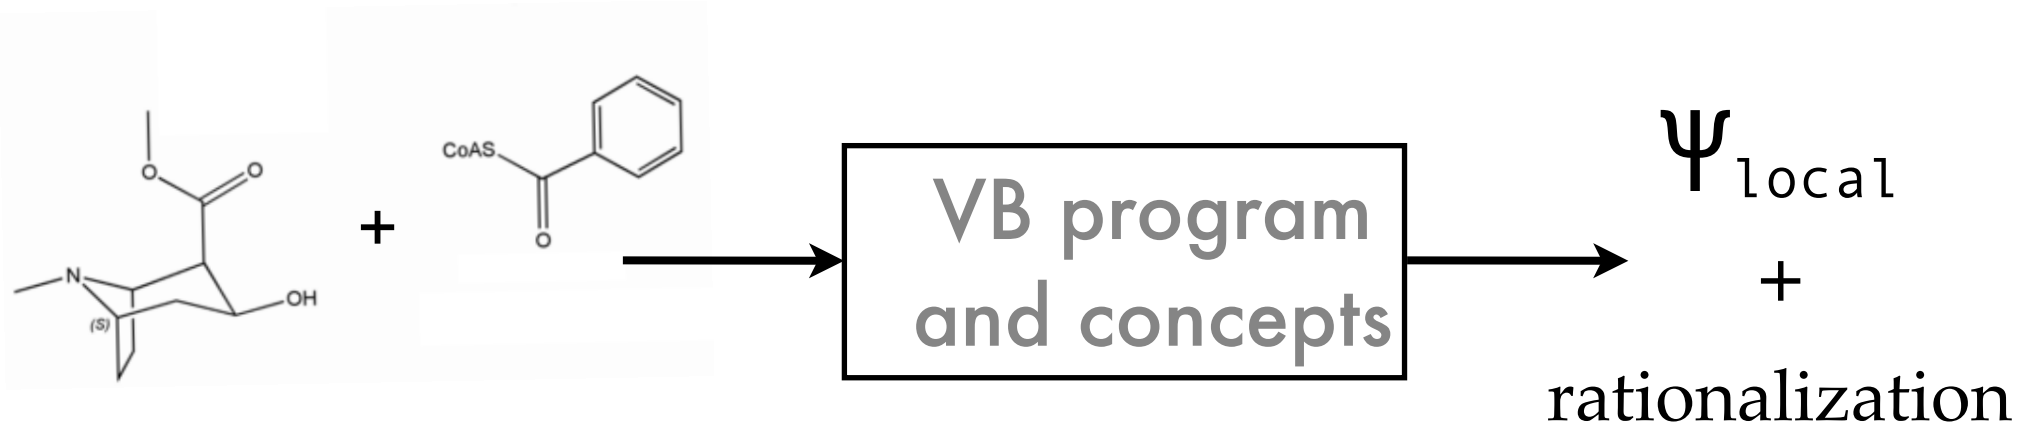 O
O
N
(S)
OH
+
CoAS
O
VB program
and concepts
Ψlocal
+
rationalization